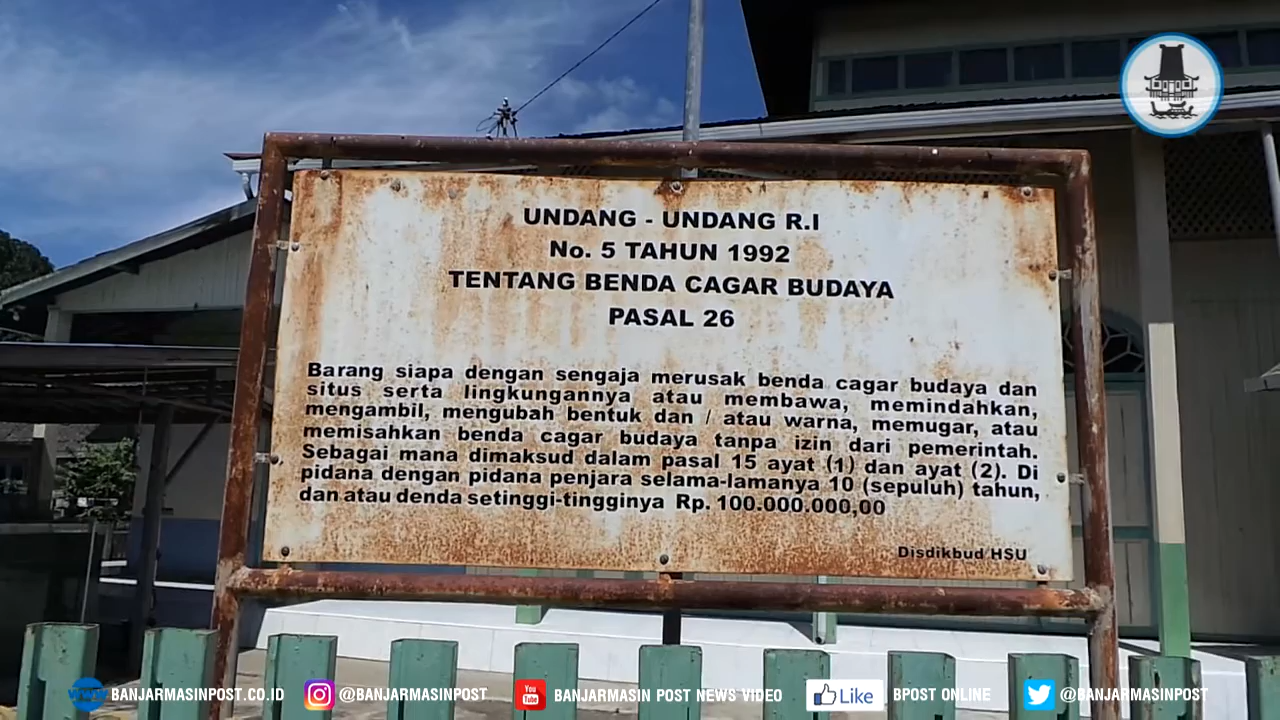 UNDANG - UNDANG R.I
No. 5 TAHUN 1992
TENTANG BENDA CAGAR BUDAYA
PASAL 26
Barang siapa dengan sengaja merusak benda cagar budaya dan
situs serta lingkungannya atau membawa, memindahkan,
mengambil, mengubah bentuk dan / atau warna, memugar, atau
memisahkan benda cagar budaya tanpa izin dari pemerintah.
Sebagai mana dimaksud dalam pasal 15 ayat (1) dan ayat (2). Di
pidana dengan pidana penjara selama-lamanya 10 (sepuluh) tahun,
dan atau denda setinggi-tingginya Rp. 100.000.000,00
Disdikbud HSU
www BANJARMASINPOST.CO.ID @BANJARMASINPOST You Tube BANJARMASIN POST NEWS VIDEO Like BPOST ONLINE @BANJARMASINPOST